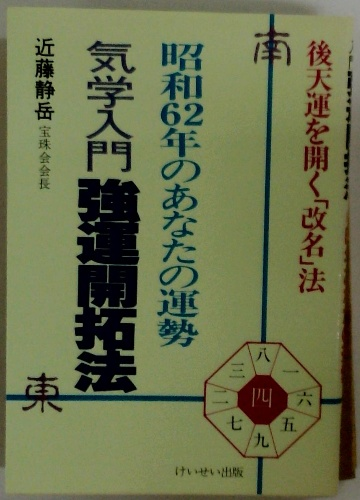 後天運を開く「改名」法
南
昭和62年のあなたの運勢
気学入門
強運開拓法
近藤静岳
宝珠会会長
東
八
一
六
五
九
七
二
三
四
けいせい出版